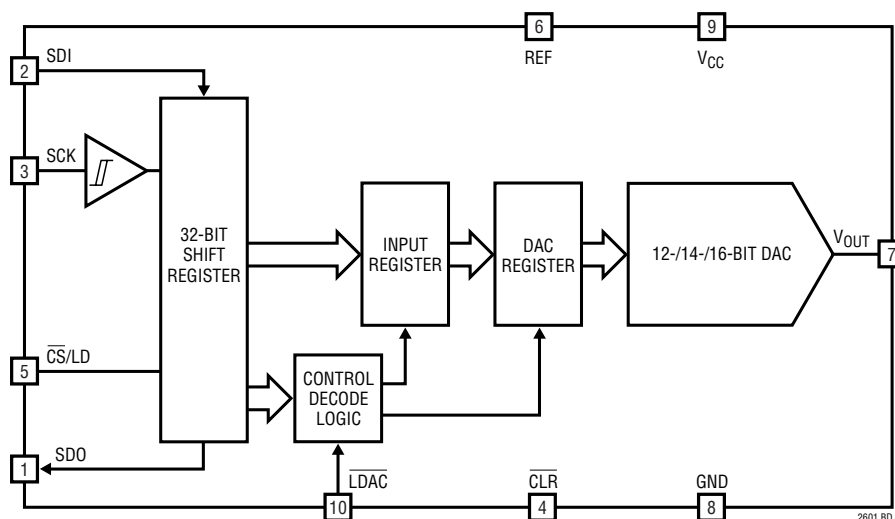 6
REF
9
VCC
2
SDI
3
SCK
32-BIT
SHIFT
REGISTER
INPUT
REGISTER
DAC
REGISTER
12-/14-/16-BIT DAC
VOUT
7
5
CS/LD
CONTROL
DECODE
LOGIC
1
SDO
LDAC
10
CLR
4
GND
8
2601 BD